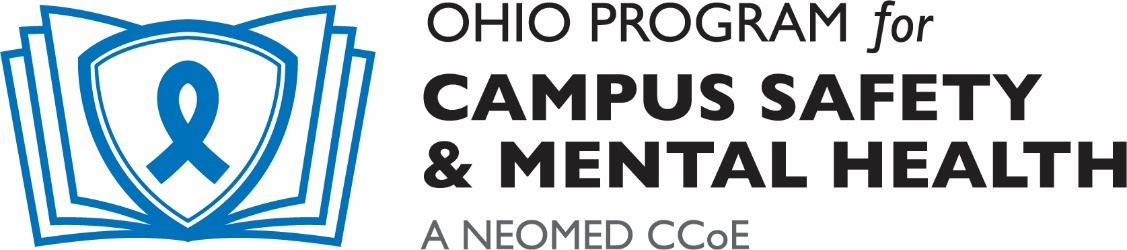 OHIO PROGRAM for
CAMPUS SAFETY
& MENTAL HEALTH
A NEOMED CCoE